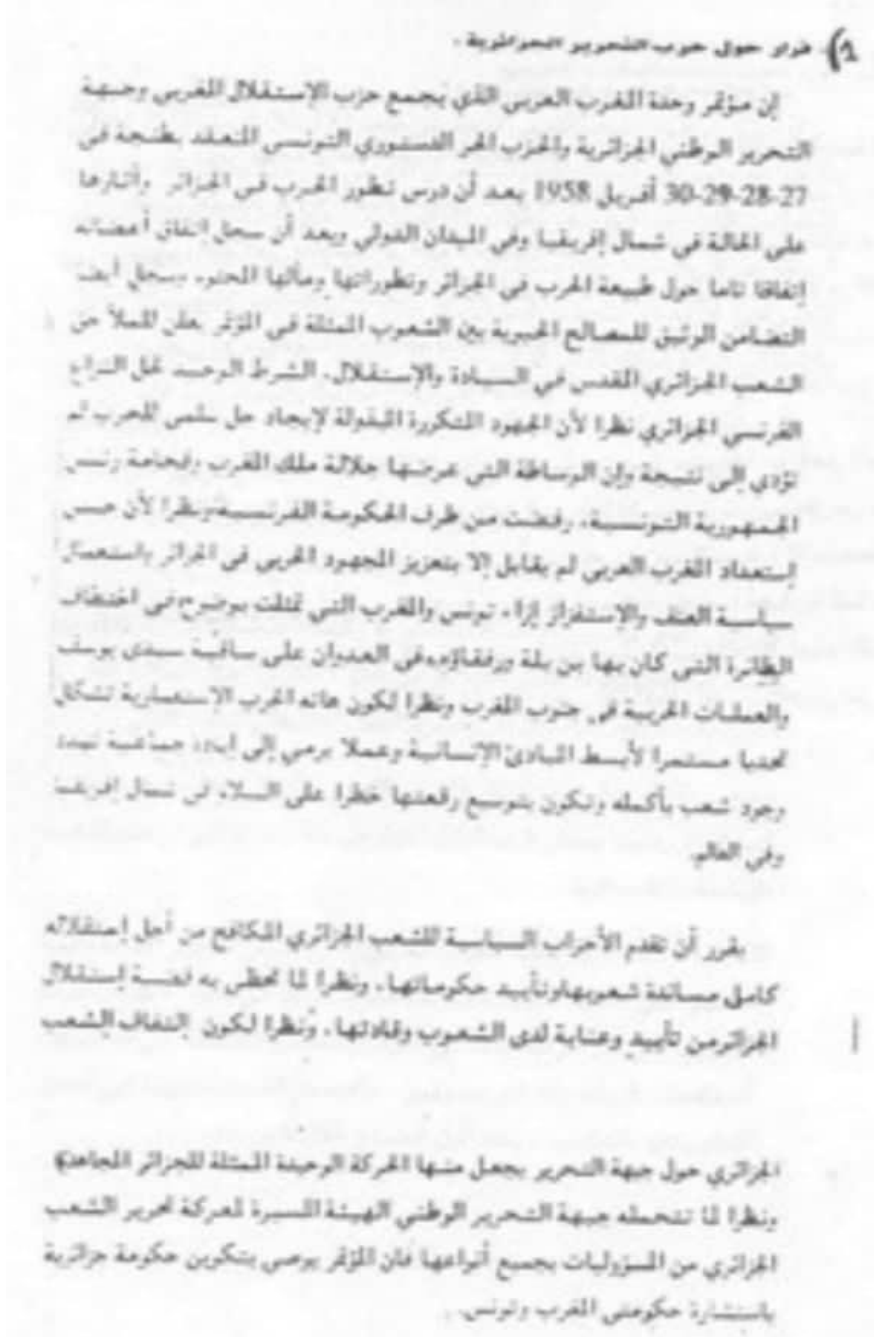 1) قرار حول حرب التحرير الجزائرية .
إن مؤتمر وحدة المغرب العربي الذي يجمع حزب الإستقلال المغربي وجبهة
التحرير الوطني الجزائرية والحزب الحر الدستوري التونسي المنعقد بطنجة في
27-28-29-30 أفريل 1958 بعد أن درس تطور الحرب في الجزائر وأثارها
على الحالة في شمال إفريقيا وفي الميدان الدولي وبعد أن سجل إتفاق أعضائه
إتفاقا تاما حول طبيعة الحرب في الجزائر وتطوراتها ومآلها المحتوم وسجل أيضا
التضامن الوثيق للمصالح الحيوية بين الشعوب الممثلة في المؤتمر يعلن للملأ حق
الشعب الجزائري المقدس في السيادة والإستقلال، الشرط الوحيد لحل النزاع
الفرنسي الجزائري نظرا لأن الجهود المتكررة المبذولة لإيجاد حل سلمي للحرب لم
تؤدي إلى نتيجة وإن الوساطة التي عرضها جلالة ملك المغرب وفخامة رئيس
الجمهورية التونسية، رفضت من طرف الحكومة الفرنسية ونظرا لأن حسن
إستعداد المغرب العربي لم يقابل إلا بتعزيز المجهود الحربي في الجزائر باستعمال
سياسة العنف والإستفزاز إزاء تونس والمغرب التي تمثلت بوضوح في اختطاف
الطائرة التي كان بها بن بلة ورفقاؤه، في العدوان على ساقية سيدي يوسف
والعمليات الحربية في جنوب المغرب ونظرا لكون هاته الحرب الإستعمارية تشكل
تحديا مستمرا لأبسط المبادئ الإنسانية وعملا يرمي إلى إبادة جماعية تهدد
وجود شعب بأكمله وتكون بتوسيع رقعتها خطرا على السلام في شمال إفريقيا
وفي العالم.
يقرر أن تقدم الأحزاب السياسية للشعب الجزائري المكافح من أجل إستقلاله
كامل مساندة شعوبها وتأييد حكوماتها، ونظرا لما تحظى به قضية إستقلال
الجزائر من تأييد وعناية لدى الشعوب وقادتها، ونظرا لكون إلتفاف الشعب
الجزائري حول جبهة التحرير يجعل منها الحركة الوحيدة الممثلة للجزائر المجاهدة
ونظرا لما تتحمله جبهة التحرير الوطني الهيئة المسيرة لمعركة تحرير الشعب
الجزائري من المسؤوليات بجميع أنواعها فان المؤتمر يوصي بتكوين حكومة جزائرية
باستشارة حكومتي المغرب وتونس.